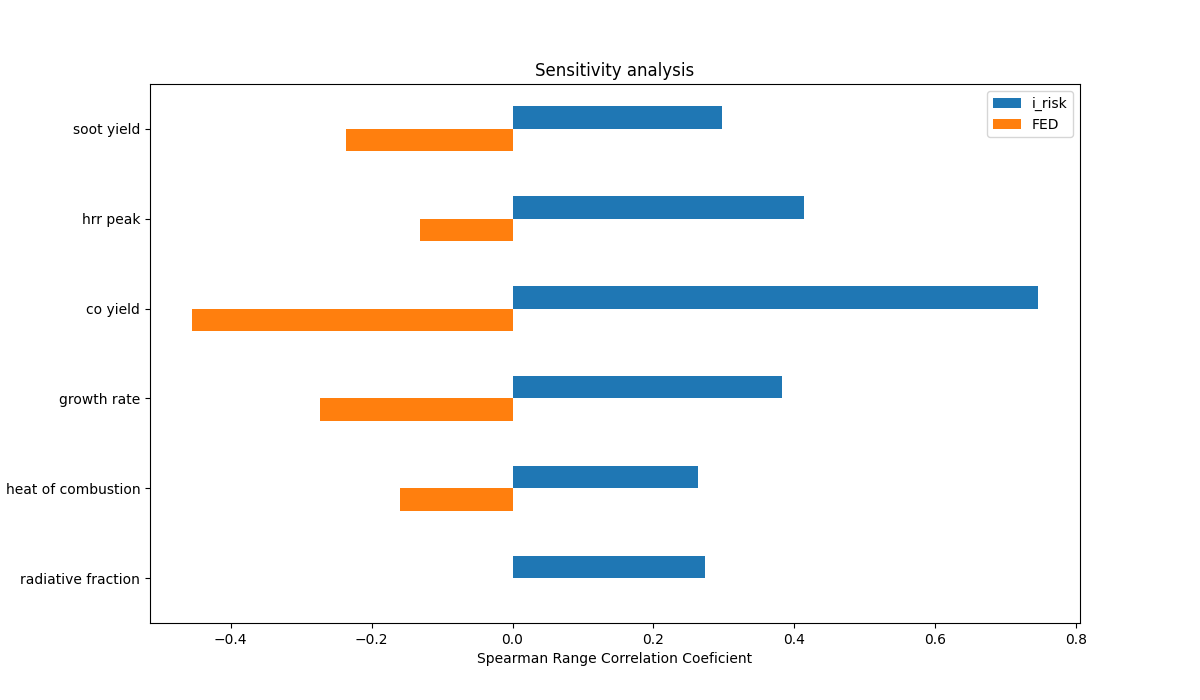 Sensitivity analysis
i_risk
FED
soot yield
hrr peak
co yield
growth rate
heat of combustion
radiative fraction
−0.4 −0.2 0.0 0.2 0.4 0.6 0.8
Spearman Range Correlation Coeficient